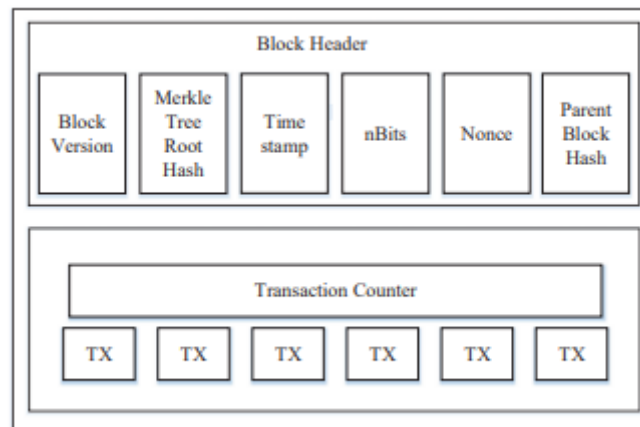 Block Header
Block
Version
Merkle
Tree
Root
Hash
Time
stamp
nBits
Nonce
Parent
Block
Hash
Transaction Counter
TX
TX
TX
TX
TX
TX